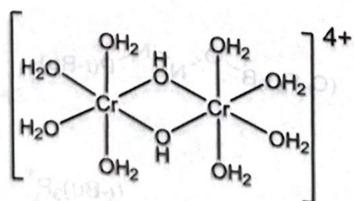 4+
OH₂ H OH₂
H₂O O OH₂
Cr Cr
H₂O O OH₂
OH₂ H OH₂